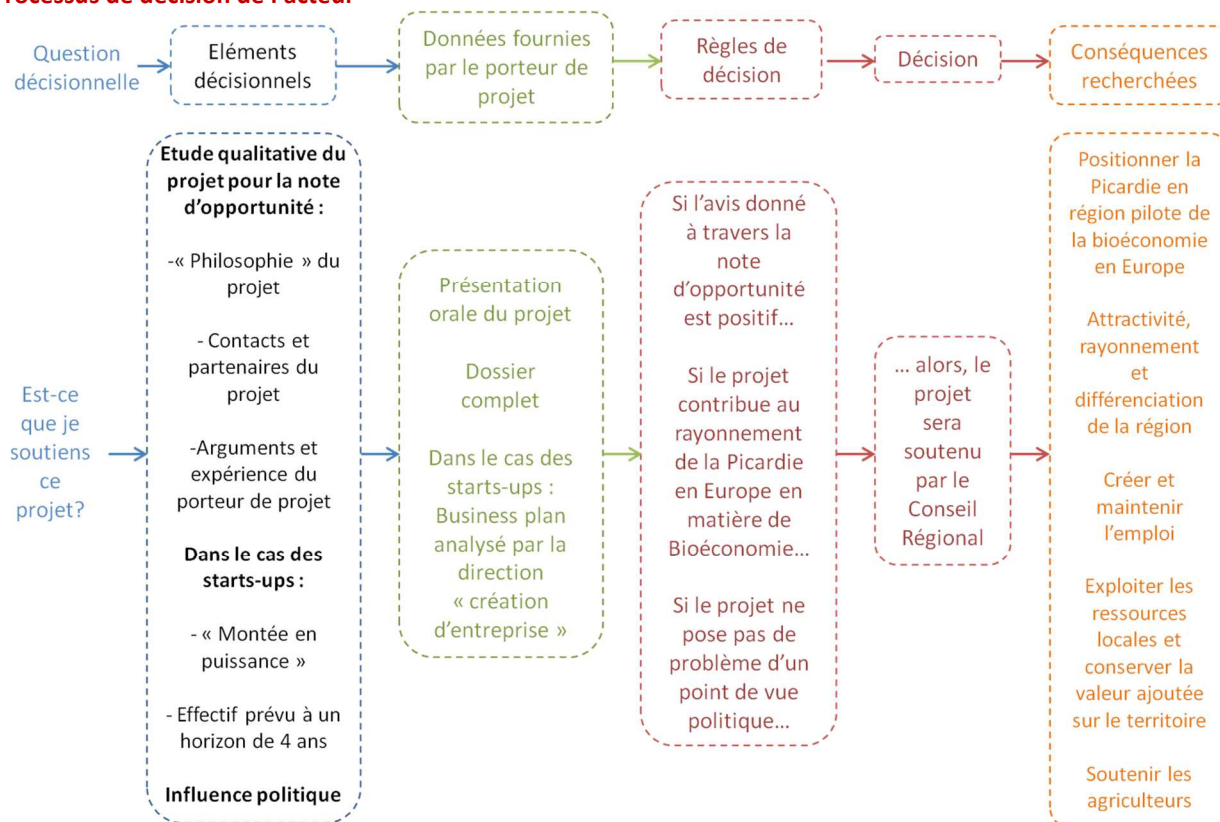 rocessus de décision de l'acteur
Question
décisionnelle
Eléments
décisionnels
Données fournies
par le porteur de
projet
Règles de
décision
Décision
Conséquences
recherchées
Est-ce
que je
soutiens
ce
projet?
Etude qualitative du
projet pour la note
d'opportunité :
-« Philosophie » du
projet
- Contacts et
partenaires du
projet
-Arguments et
expérience du
porteur de projet
Dans le cas des
starts-ups :
- « Montée en
puissance »
- Effectif prévu à un
horizon de 4 ans
Influence politique
Présentation
orale du projet
Dossier
complet
Dans le cas des
starts-ups :
Business plan
analysé par la
direction
« création
d'entreprise »
Si l'avis donné
à travers la
note
d'opportunité
est positif...
Si le projet
contribue au
rayonnement
de la Picardie
en Europe en
matière de
Bioéconomie...
Si le projet ne
pose pas de
problème d'un
point de vue
politique...
... alors, le
projet
sera
soutenu
par le
Conseil
Régional
Positionner la
Picardie en
région pilote de
la bioéconomie
en Europe
Attractivité,
rayonnement
et
différenciation
de la région
Créer et
maintenir
l'emploi
Exploiter les
ressources
locales et
conserver la
valeur ajoutée
sur le territoire
Soutenir les
agriculteurs